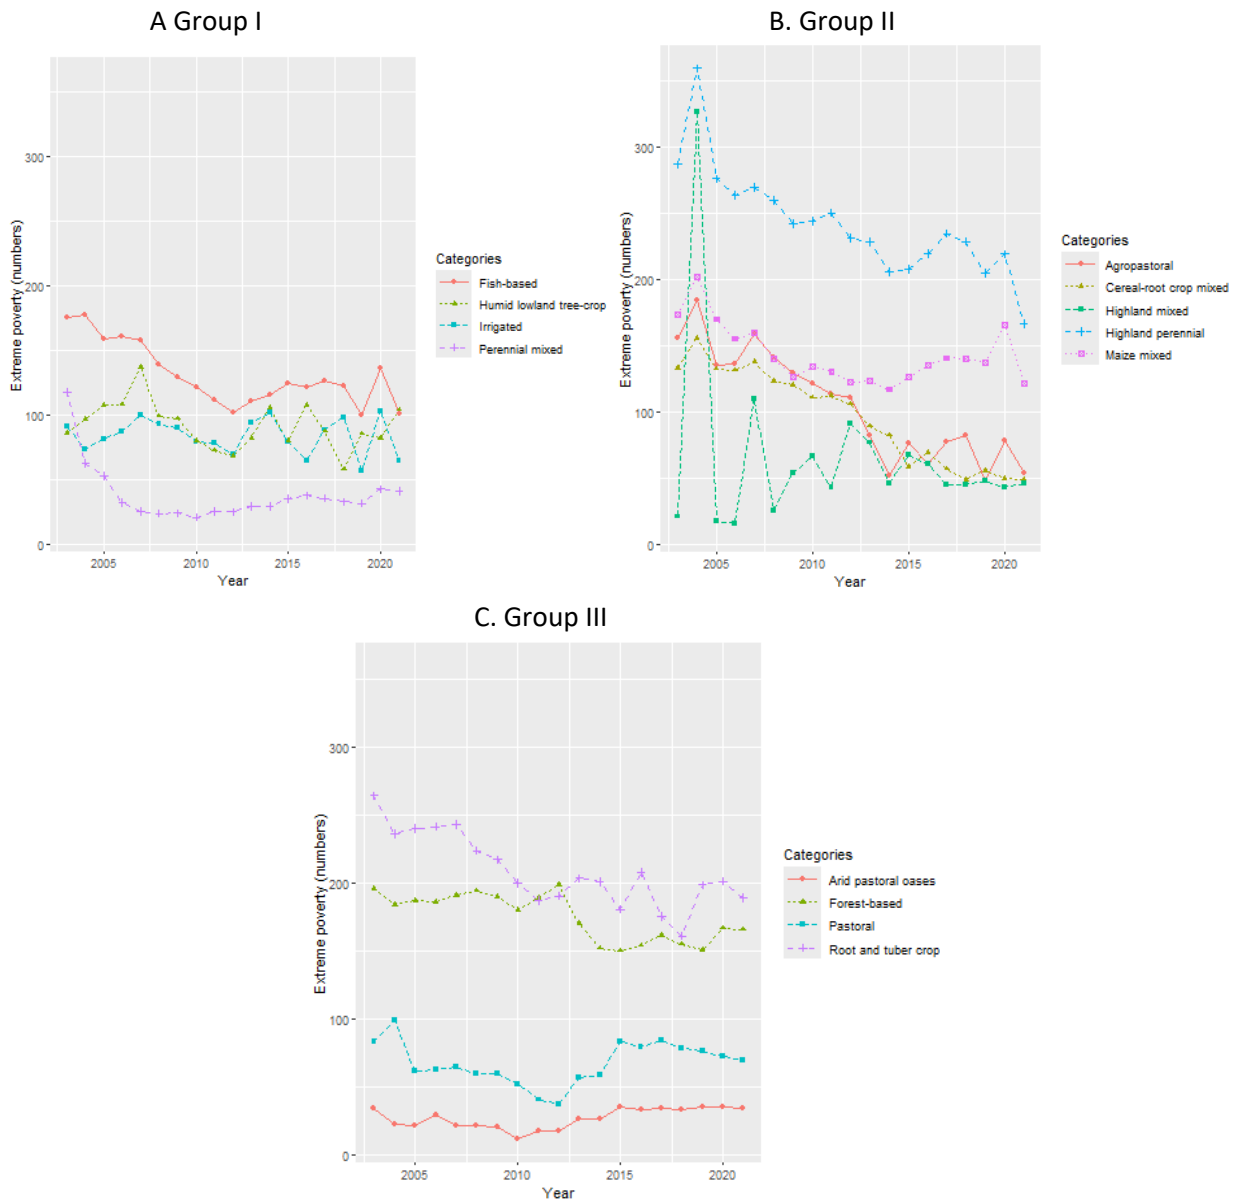 A Group I
B. Group II
300
200
100
0
Extreme poverty (numbers)
2005
2010
2015
2020
Year
Categories
Fish-based
Humid lowland tree-crop
Irrigated
Perennial mixed
300
200
100
0
Extreme poverty (numbers)
2005
2010
2015
2020
Year
Categories
Agropastoral
Cereal-root crop mixed
Highland mixed
Highland perennial
Maize mixed
C. Group III
300
200
100
0
Extreme poverty (numbers)
2005
2010
2015
2020
Year
Categories
Arid pastoral oases
Forest-based
Pastoral
Root and tuber crop